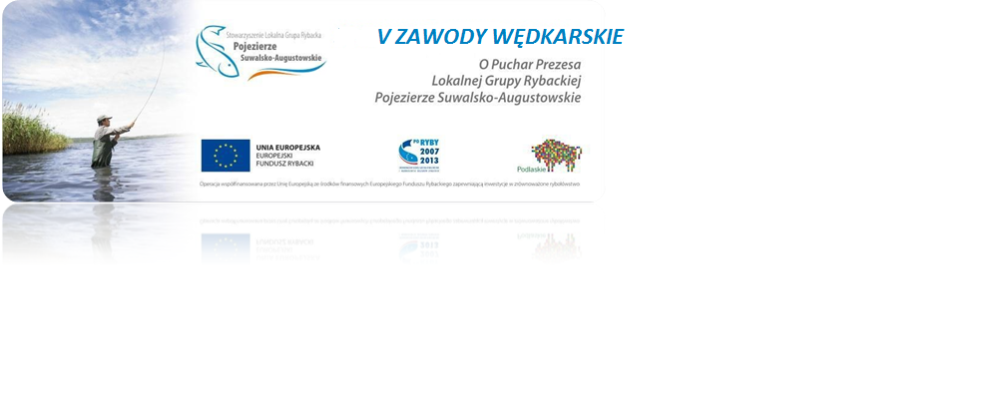 Stowarzyszenie Lokalna Grupa Rybacka
Pojezierze
Suwalsko-Augustowskie
V ZAWODY WĘDKARSKIE
O Puchar Prezesa
Lokalnej Grupy Rybackiej
Pojezierze Suwalsko-Augustowskie
UNIA EUROPEJSKA
EUROPEJSKI
FUNDUSZ RYBACKI
PO RYBY
2007
2013
Podlaskie
Operacja współfinansowana przez Unię Europejską ze środków finansowych Europejskiego Funduszu Rybackiego zapewniającą inwestycje w zrównoważone rybołówstwo